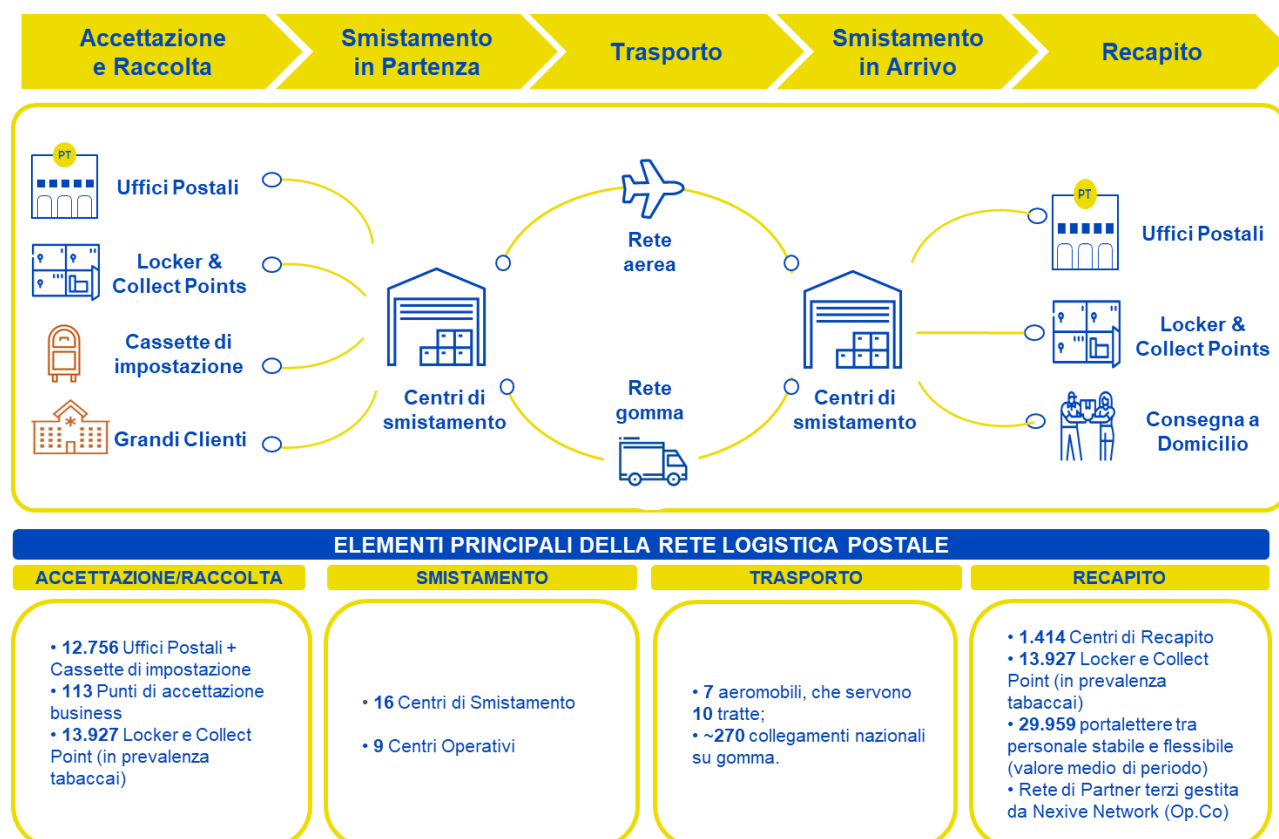 Accettazione
e Raccolta
Smistamento
in Partenza
Trasporto
Smistamento
in Arrivo
Recapito
PT
Uffici Postali
Locker &
Collect Points
Cassette di
impostazione
Grandi Clienti
Centri di
smistamento
Rete
aerea
Rete
gomma
Centri di
smistamento
PT
Uffici Postali
Locker &
Collect Points
Consegna a
Domicilio
ELEMENTI PRINCIPALI DELLA RETE LOGISTICA POSTALE
ACCETTAZIONE/RACCOLTA
• 12.756 Uffici Postali +
Cassette di impostazione
• 113 Punti di accettazione
business
• 13.927 Locker e Collect
Point (in prevalenza
tabaccai)
SMISTAMENTO
• 16 Centri di Smistamento
• 9 Centri Operativi
TRASPORTO
• 7 aeromobili, che servono
10 tratte;
• ~270 collegamenti nazionali
su gomma.
RECAPITO
• 1.414 Centri di Recapito
• 13.927 Locker e Collect
Point (in prevalenza
tabaccai)
• 29.959 portalettere tra
personale stabile e flessibile
(valore medio di periodo)
• Rete di Partner terzi gestita
da Nexive Network (Op.Co)